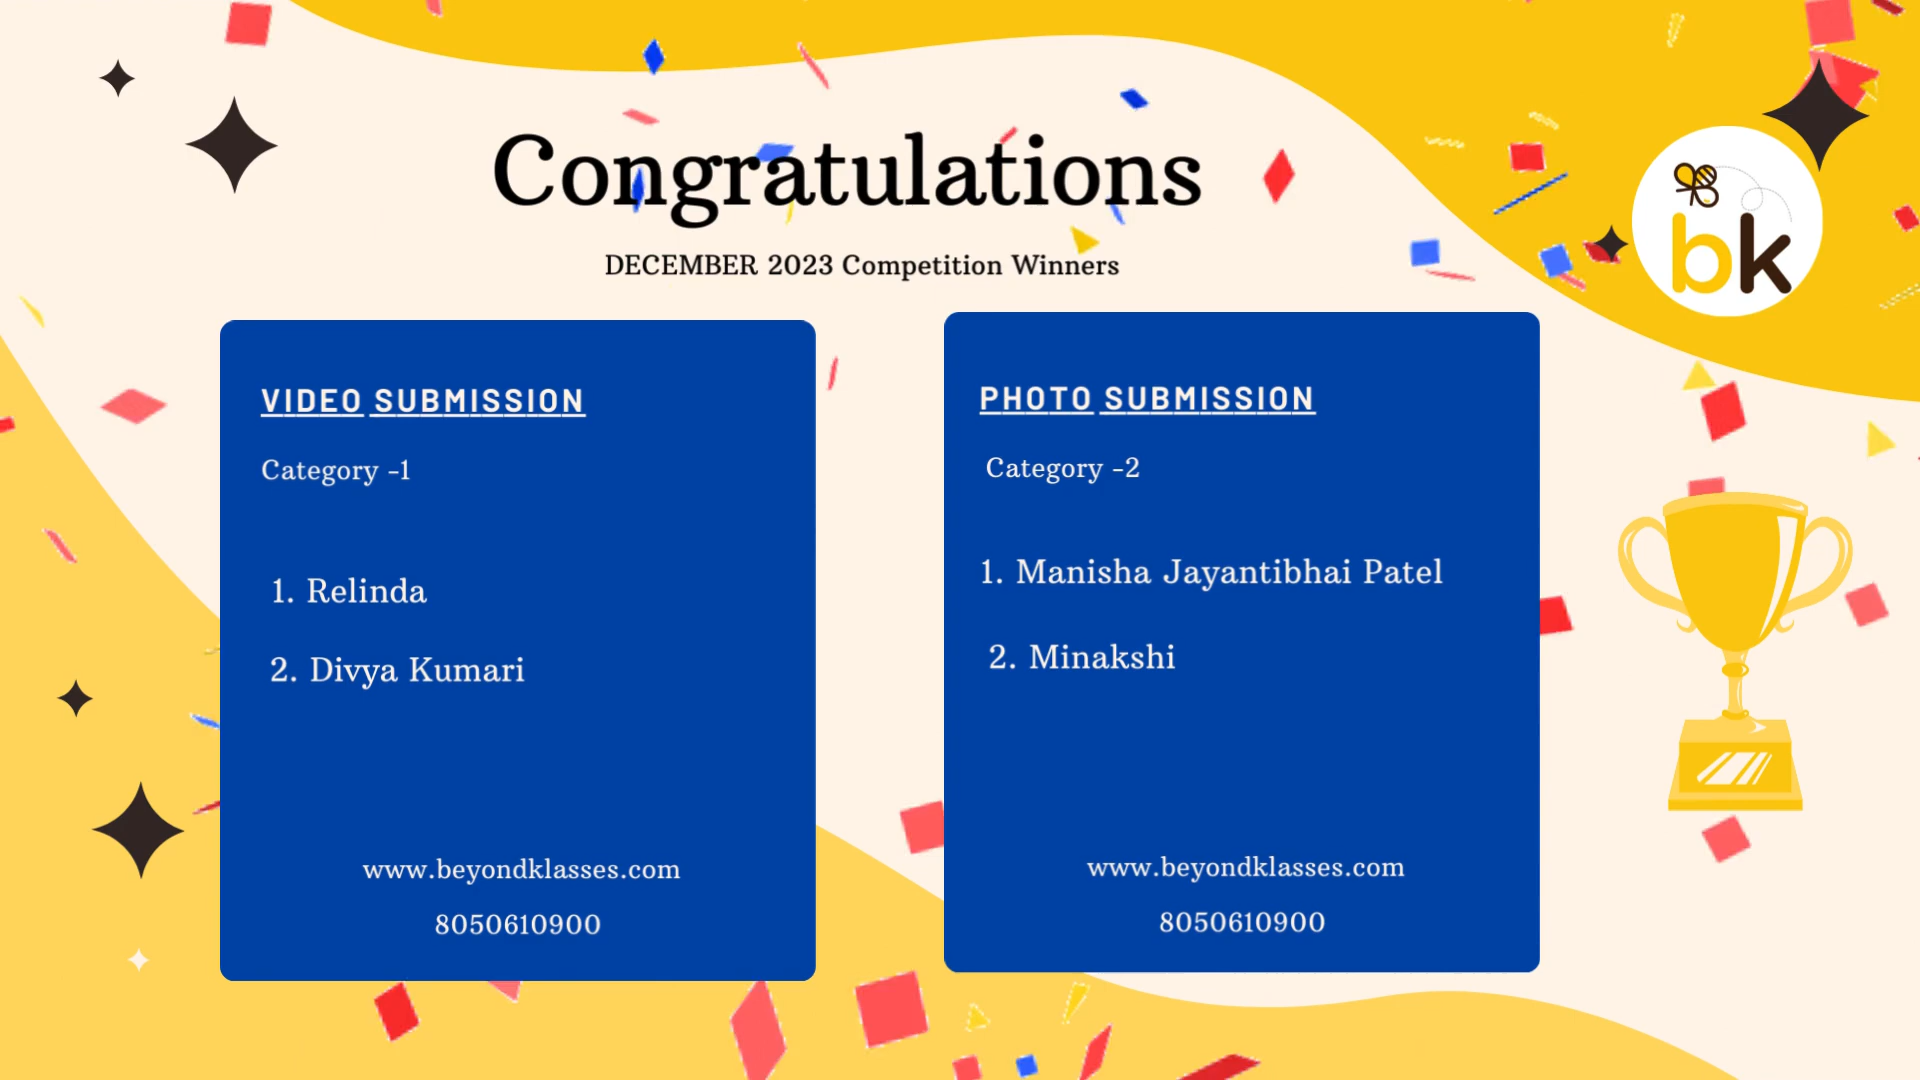 Congratulations
DECEMBER 2023 Competition Winners
bk
VIDEO SUBMISSION
Category -1
1. Relinda
2. Divya Kumari
www.beyondklasses.com
8050610900
PHOTO SUBMISSION
Category -2
1. Manisha Jayantibhai Patel
2. Minakshi
www.beyondklasses.com
8050610900